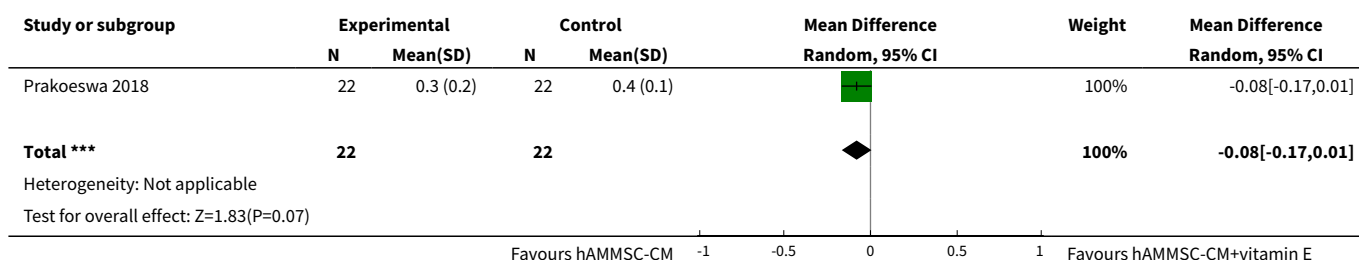 Study or subgroup Experimental Control Mean Difference Weight Mean Difference
N Mean(SD) N Mean(SD) Random, 95% CI Random, 95% CI
Prakoeswa 2018 22 0.3 (0.2) 22 0.4 (0.1) 100% -0.08[-0.17,0.01]
Total *** 22 22 100% -0.08[-0.17,0.01]
Heterogeneity: Not applicable
Test for overall effect: Z=1.83(P=0.07)
Favours hAMMSC-CM -1 -0.5 0 0.5 1 Favours hAMMSC-CM+vitamin E